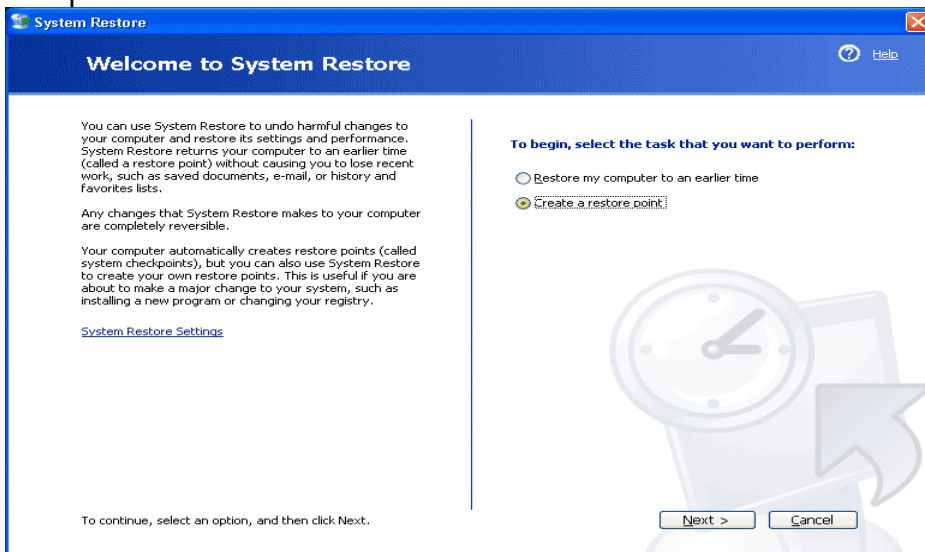 System Restore
Welcome to System Restore
Help
You can use System Restore to undo harmful changes to
your computer and restore its settings and performance.
System Restore returns your computer to an earlier time
(called a restore point) without causing you to lose recent
work, such as saved documents, e-mail, or history and
favorites lists.
Any changes that System Restore makes to your computer
are completely reversible.
Your computer automatically creates restore points (called
system checkpoints), but you can also use System Restore
to create your own restore points. This is useful if you are
about to make a major change to your system, such as
installing a new program or changing your registry.
System Restore Settings
To begin, select the task that you want to perform:
Restore my computer to an earlier time
Create a restore point
To continue, select an option, and then click Next.
Next >
Cancel